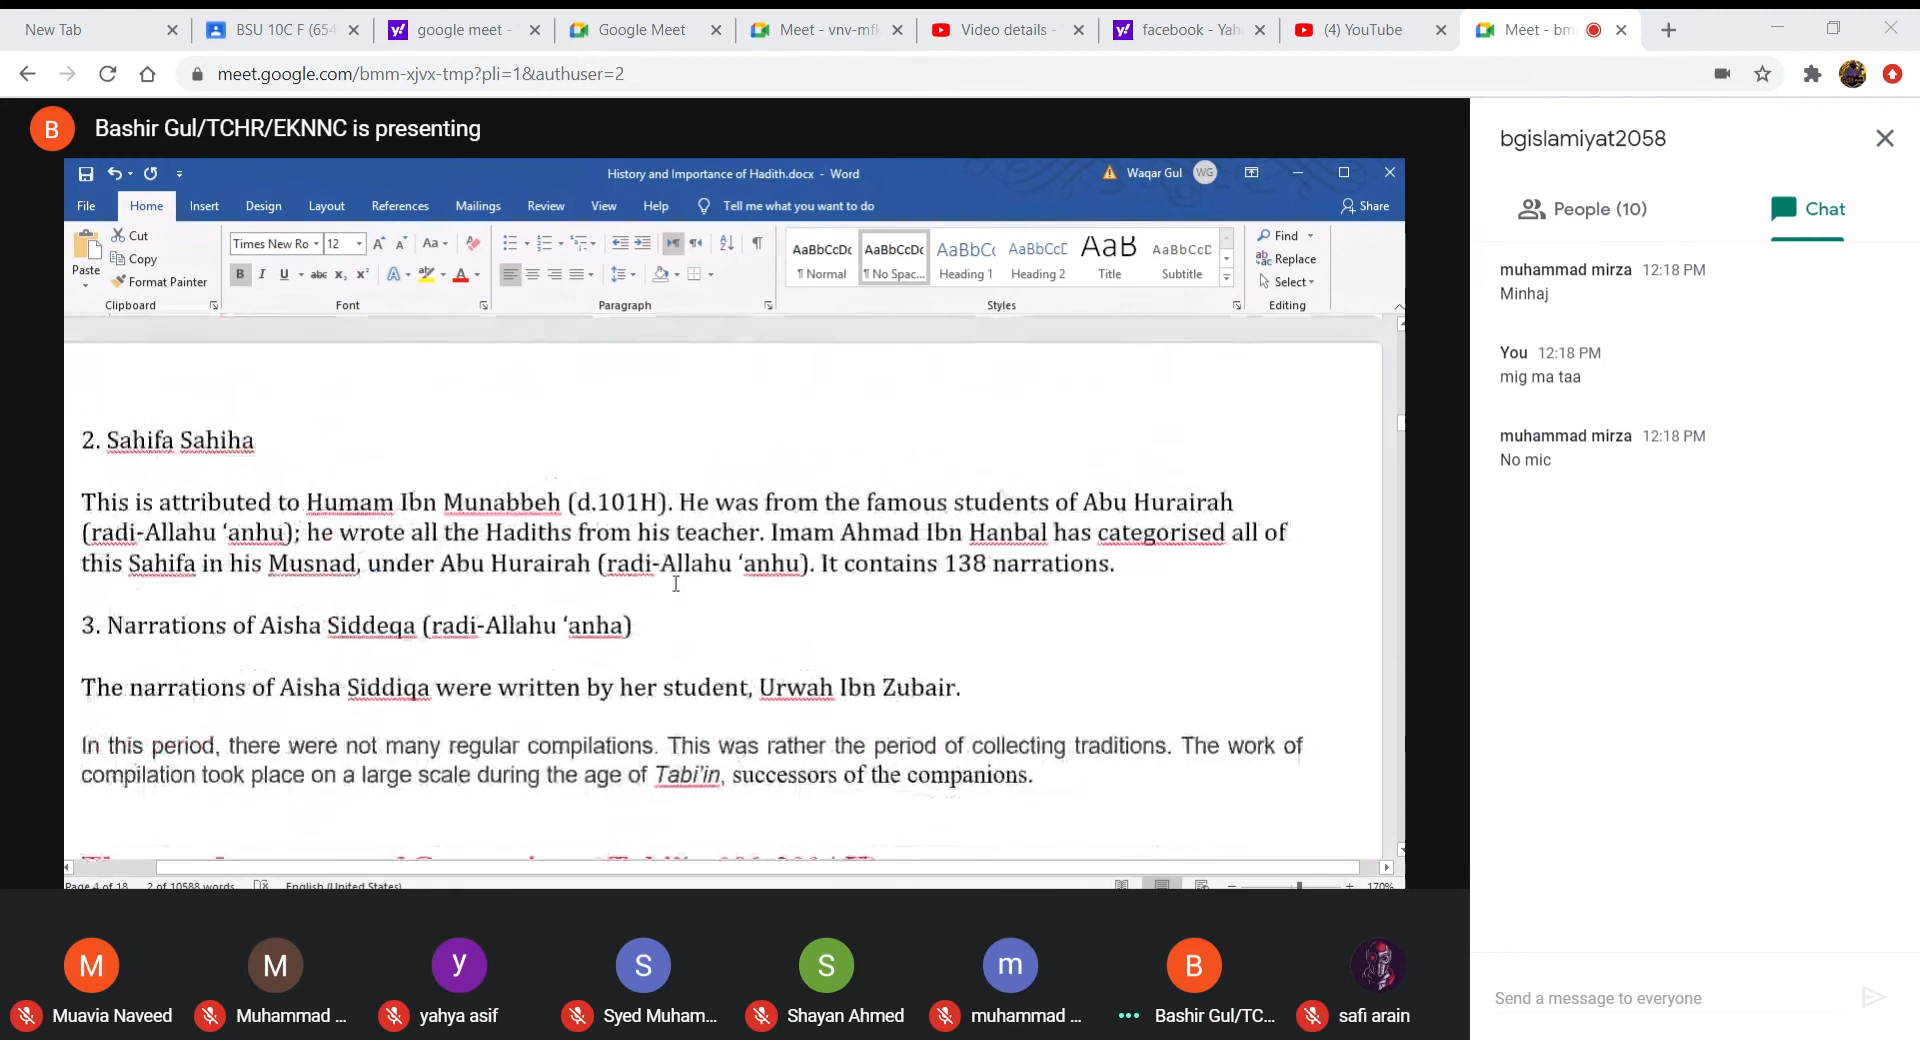 New Tab
BSU 10C F (654
google meet -
Google Meet
Meet - vnv-mfk
Video details -
facebook - Yah
(4) YouTube
Meet - bm
meet.google.com/bmm-xjvx-tmp?pli=1&authuser=2
B
Bashir Gul/TCHR/EKNNC is presenting
History and Importance of Hadith.docx - Word
Waqar Gul WG
File Home Insert Design Layout References Mailings Review View Help Tell me what you want to do Share
Paste
Cut
Copy
Format Painter
Clipboard
Times New Ro 12
Font
Paragraph
AaBbCcDc AaBbCcDc AaBbCc AaBbCcD AaB AaBbCcD
¶ Normal ¶ No Spac... Heading 1 Heading 2 Title Subtitle
Styles
Find
Replace
Select
Editing
2. Sahifa Sahiha
This is attributed to Humam Ibn Munabbeh (d.101H). He was from the famous students of Abu Hurairah
(radi-Allahu ‘anhu); he wrote all the Hadiths from his teacher. Imam Ahmad Ibn Hanbal has categorised all of
this Sahifa in his Musnad, under Abu Hurairah (radi-Allahu ‘anhu). It contains 138 narrations.
3. Narrations of Aisha Siddeqa (radi-Allahu ‘anha)
The narrations of Aisha Siddiqa were written by her student, Urwah Ibn Zubair.
In this period, there were not many regular compilations. This was rather the period of collecting traditions. The work of
compilation took place on a large scale during the age of Tabi'in, successors of the companions.
Page 4 of 18 2 of 10588 words English (United States) 170%
bgislamiyat2058
People (10)
Chat
muhammad mirza 12:18 PM
Minhaj
You 12:18 PM
mig ma taa
muhammad mirza 12:18 PM
No mic
Send a message to everyone
M M y S S m B
Muavia Naveed
Muhammad ...
yahya asif
Syed Muham...
Shayan Ahmed
muhammad ...
Bashir Gul/TC...
safi arain